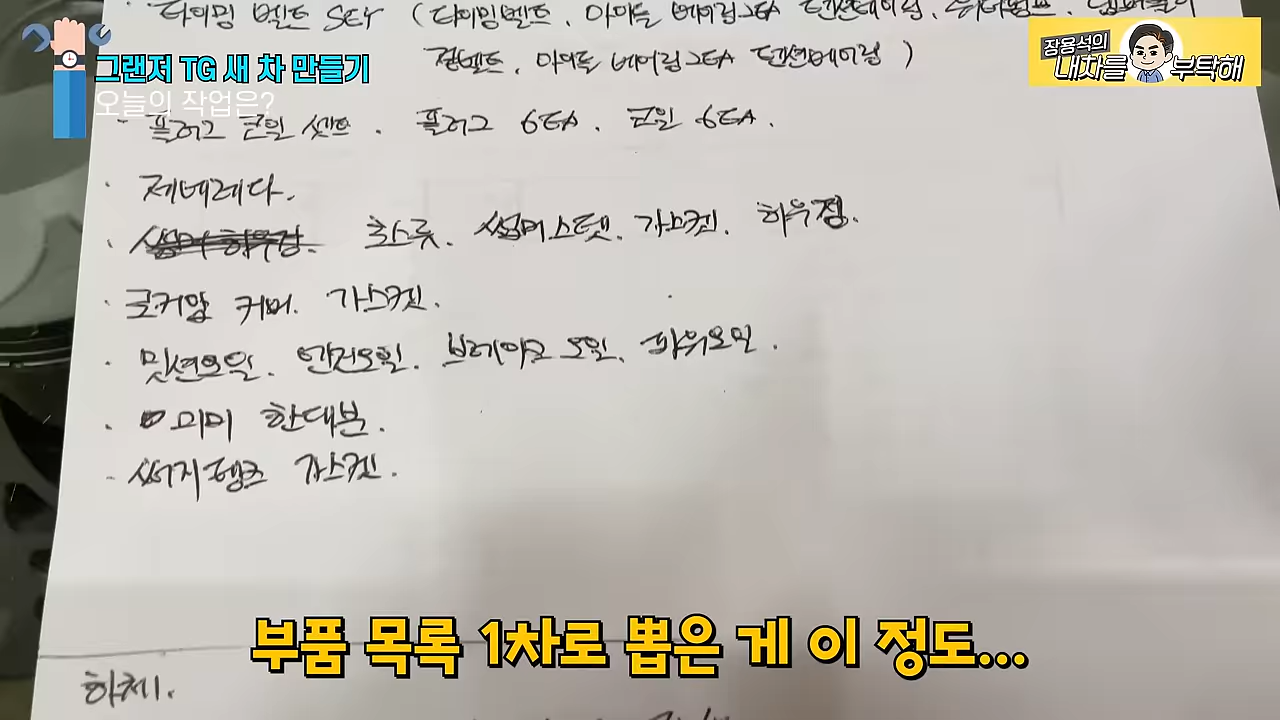 타이밍 벨트 SET (타이밍벨트. 아이들 베어링 2EA 텐션베어링. 워터펌프.
겉벨트. 아이들 베어링 2EA 텐션베어링)
그랜저 TG 새 차 만들기
오늘의 작업은?
장용석의
내차를 부탁해
플러그 코일 셋트. 플러그 6EA. 코일 6EA.
제네레다.
호스류. 썸머스텟. 가스켓. 하우징.
로커암 커버. 가스켓.
밋션오일. 엔진오일. 브레이크 오일. 파워오일.
미미 한대분.
써지탱크 가스켓.
부품 목록 1차로 뽑은 게 이 정도...
하체.